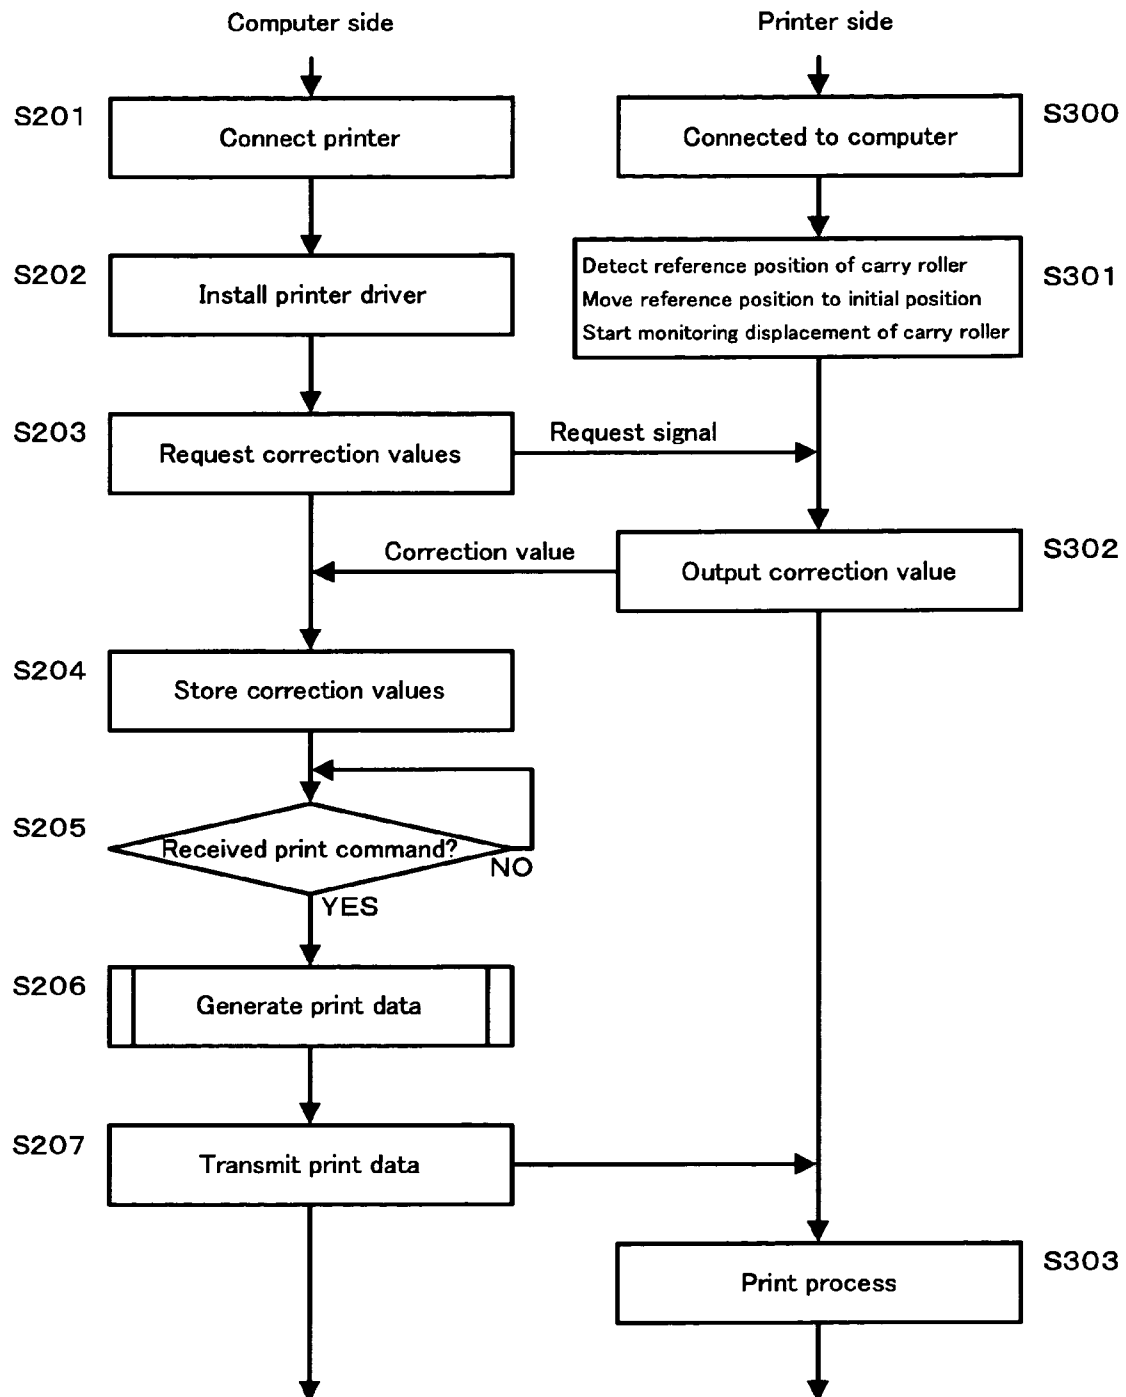 Computer side
Printer side
S201
Connect printer
Connected to computer
S300
S202
Install printer driver
Detect reference position of carry roller
Move reference position to initial position
Start monitoring displacement of carry roller
S301
S203
Request correction values
Request signal
Correction value
Output correction value
S302
S204
Store correction values
S205
Received print command?
NO
YES
S206
Generate print data
S207
Transmit print data
Print process
S303